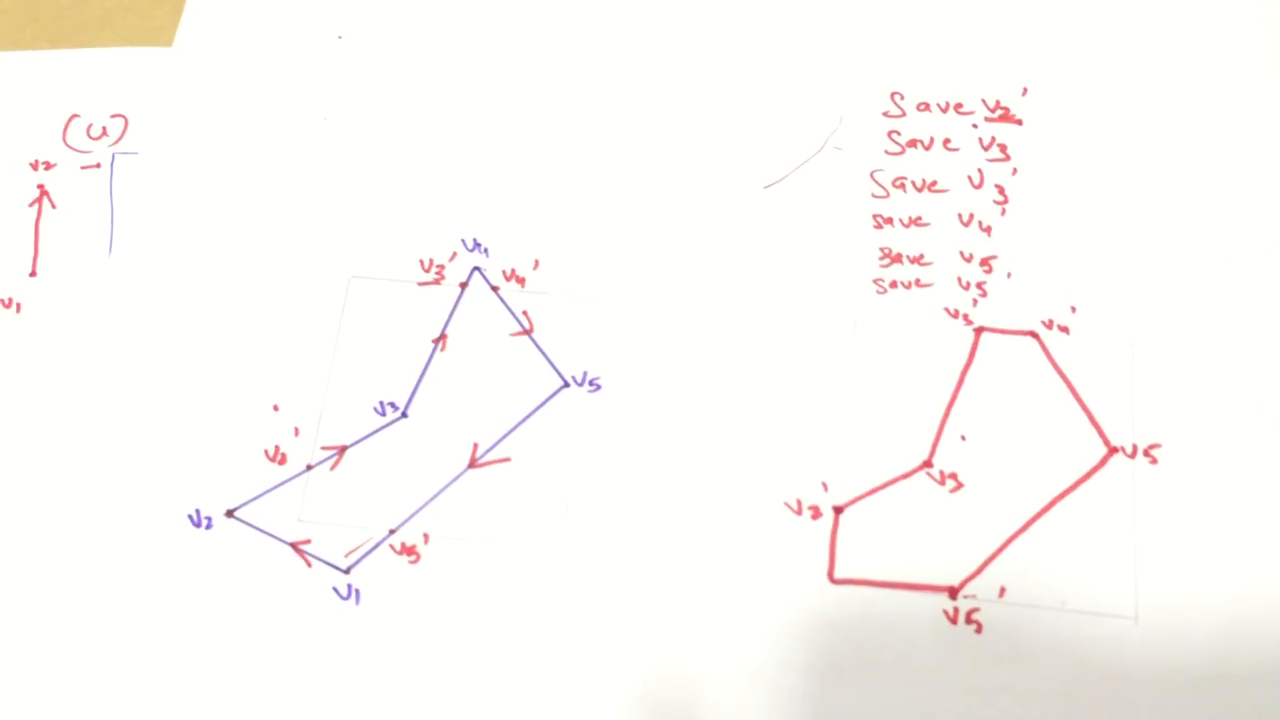 (u)
v2
v1
v4
v3'
v4'
v5
v3
v2'
v2
v5'
v1
Save v2'
Save v3
Save v3'
save v4'
save v5
save v5'
v3'
v4'
v5
v3
v2'
v5'